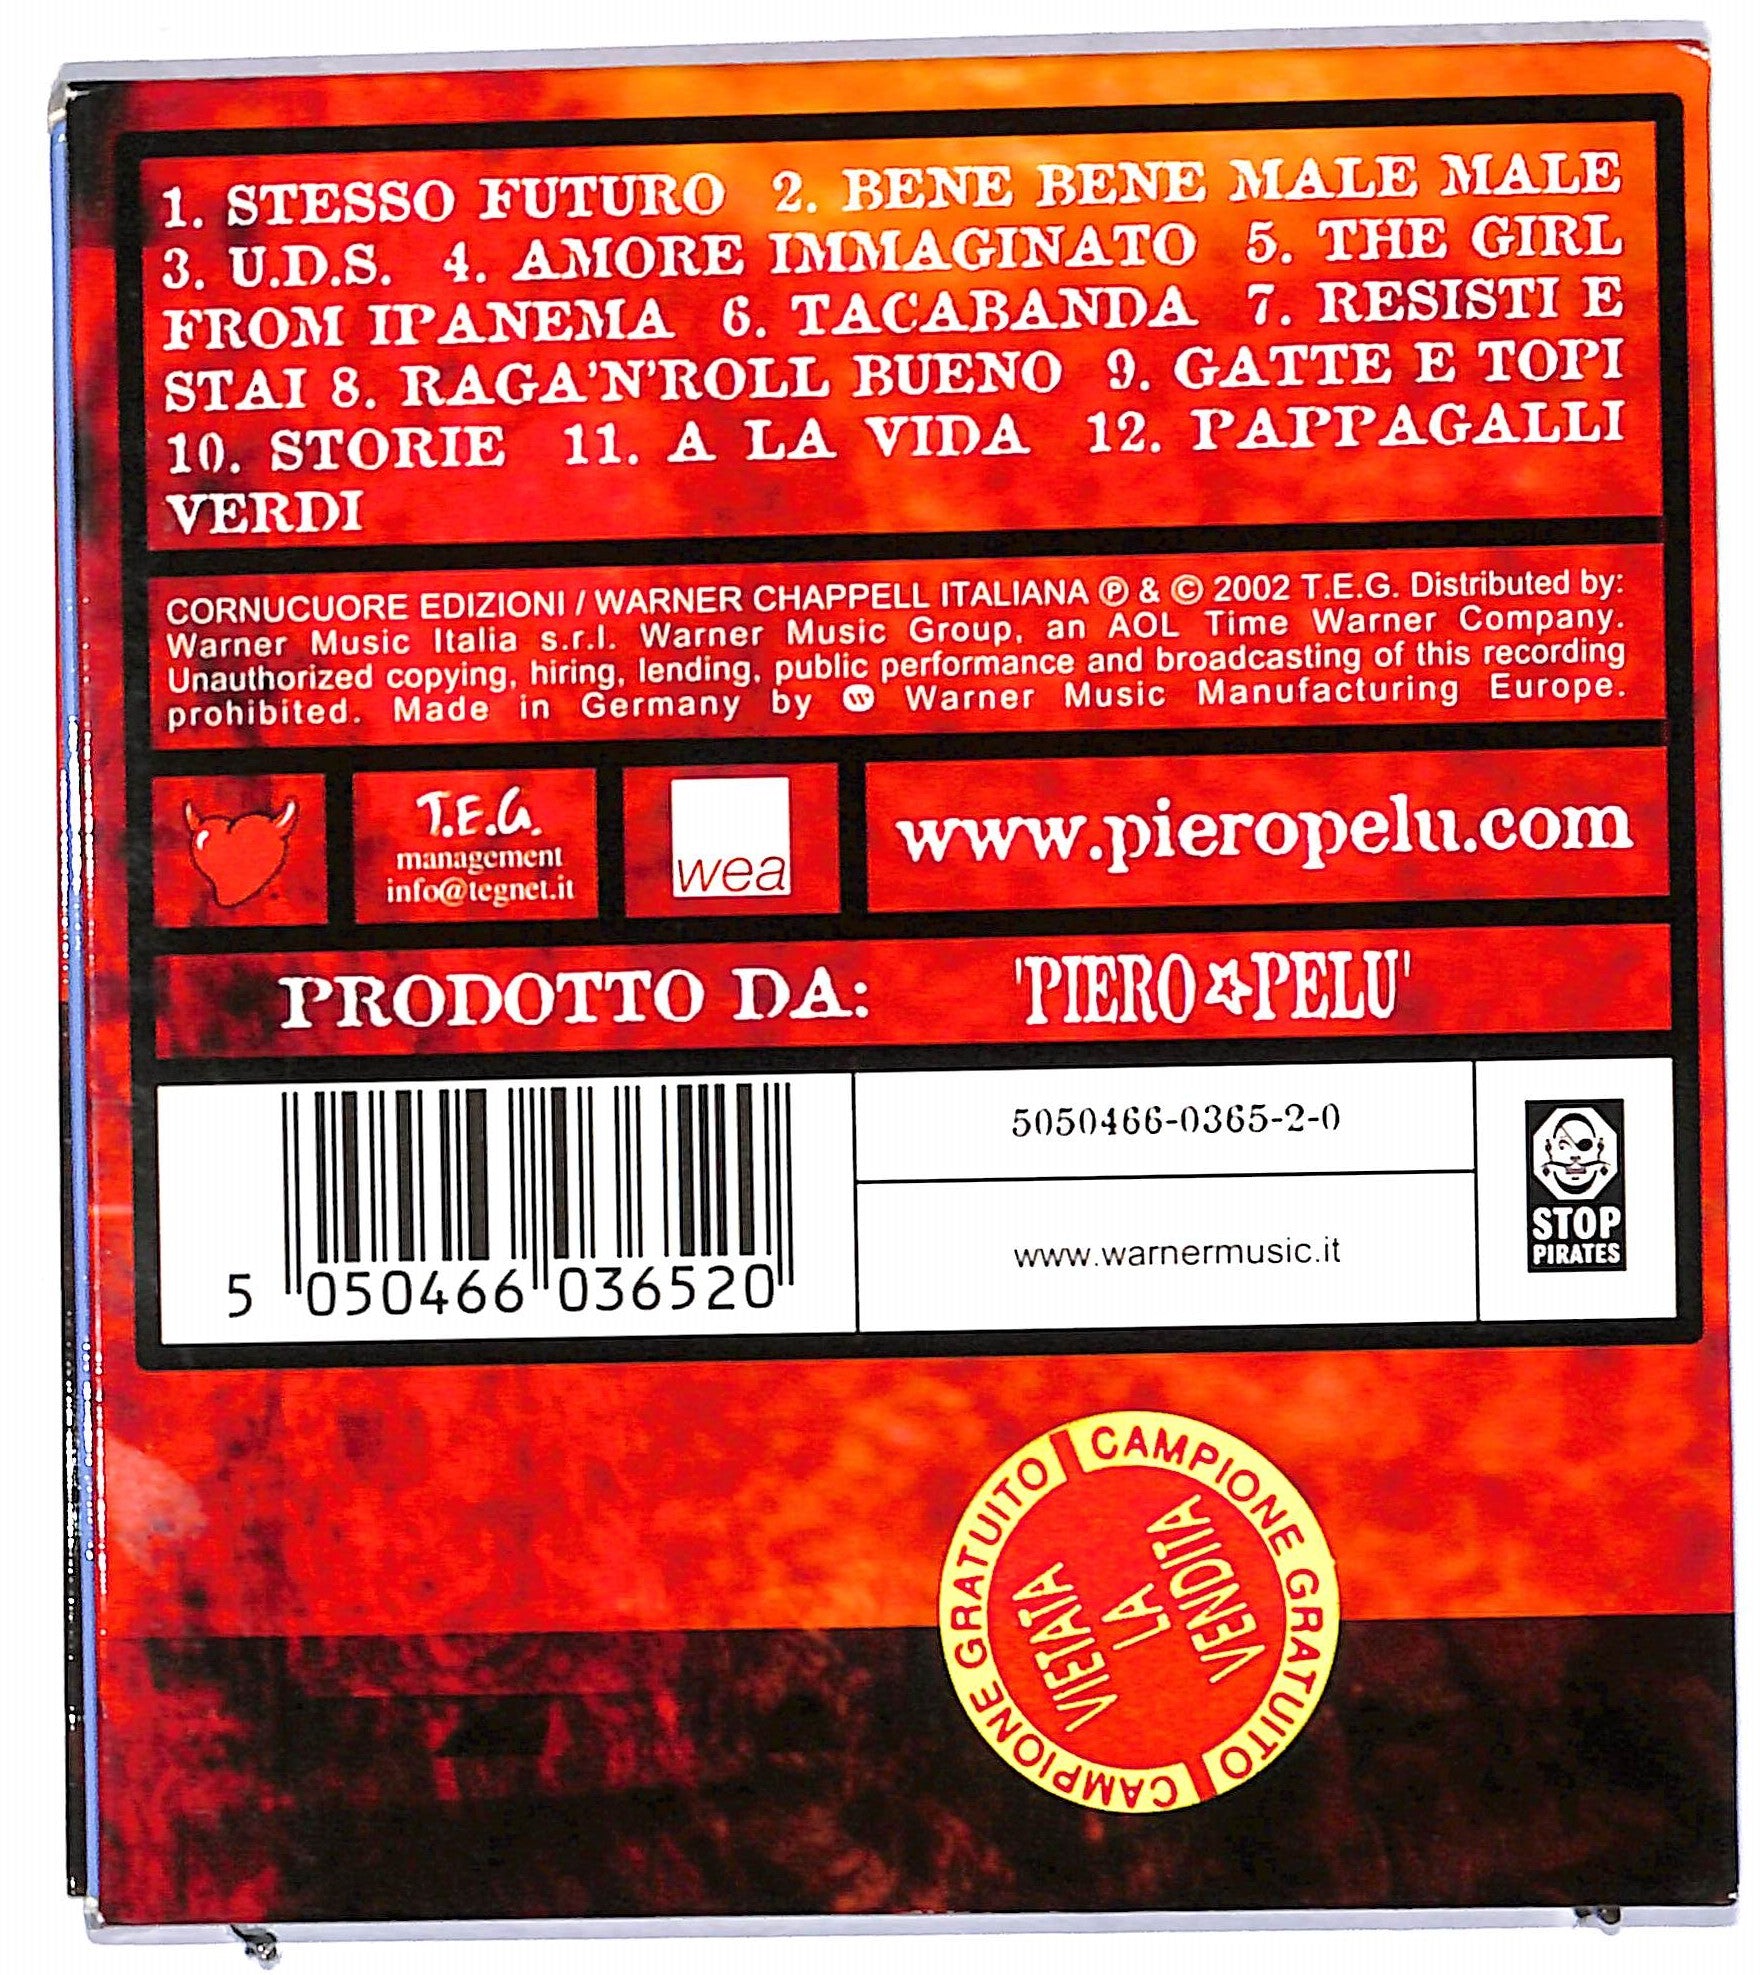 1. STESSO FUTURO 2. BENE BENE MALE MALE
3. U.D.S. 4. AMORE IMMAGINATO 5. THE GIRL
FROM IPANEMA 6. TACABANDA 7. RESISTI E
STAI 8. RAGA'N'ROLL BUENO 9. GATTE E TOPI
10. STORIE 11. A LA VIDA 12. PAPPAGALLI
VERDI
CORNUCUORE EDIZIONI / WARNER CHAPPELL ITALIANA ℗ & © 2002 T.E.G. Distributed by:
Warner Music Italia s.r.l. Warner Music Group, an AOL Time Warner Company.
Unauthorized copying, hiring, lending, public performance and broadcasting of this recording
prohibited. Made in Germany by W Warner Music Manufacturing Europe.
T.E.G.
management
info@tegnet.it
wea
www.pieropelu.com
PRODOTTO DA: 'PIERO☆PELU'
5 050466 036520
5050466-0365-2-0
www.warnermusic.it
STOP
PIRATES
CAMPIONE GRATUITO
CAMPIONE GRATUITO
VIETATA
LA
VENDITA